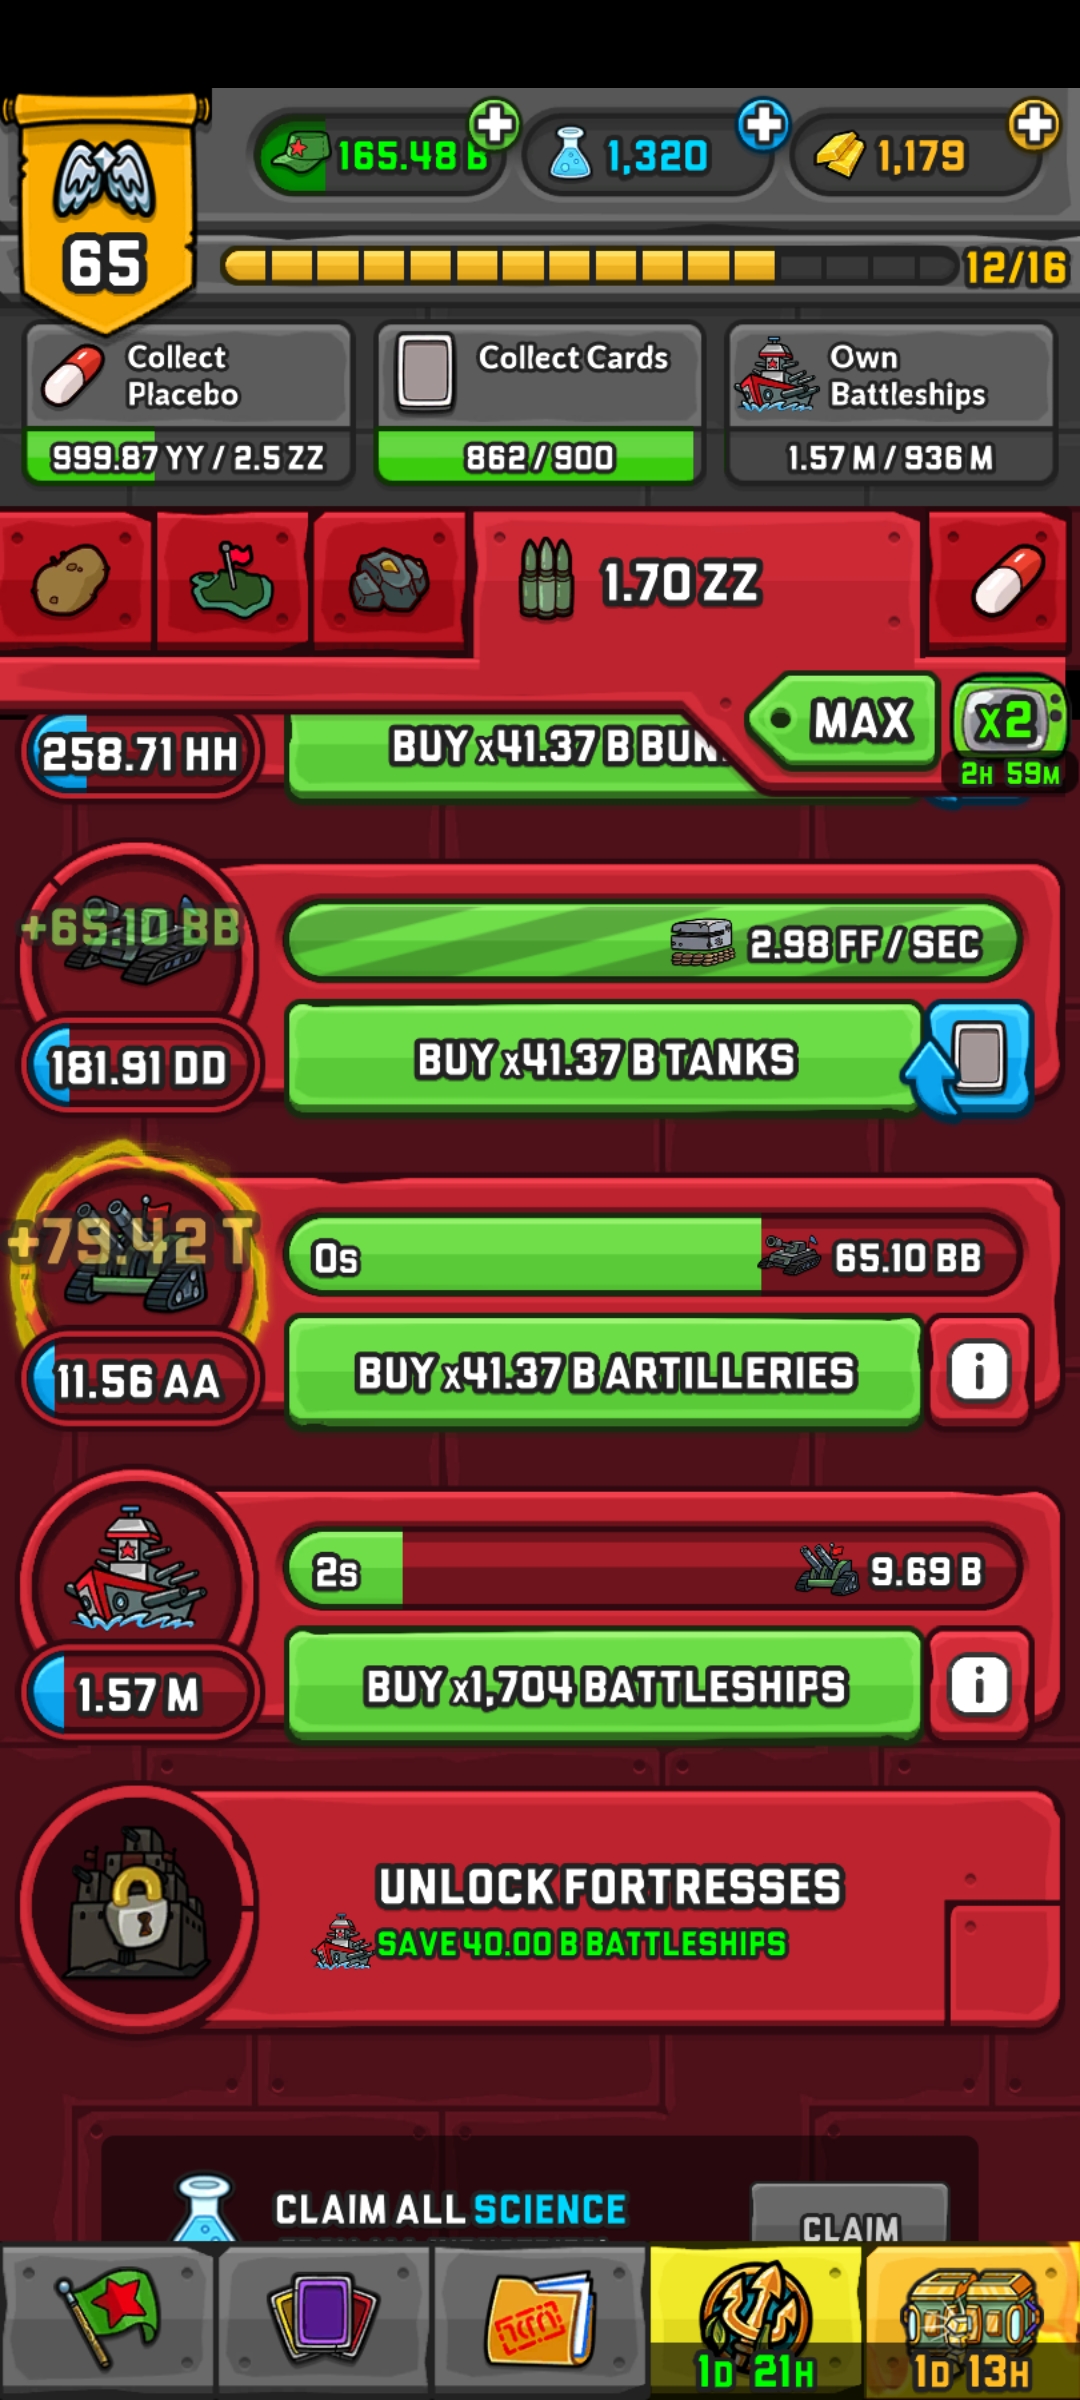 165.48 B
1,320
1,179
65
12/16
Collect
Placebo
999.87 YY / 2.5 ZZ
Collect Cards
862/900
Own
Battleships
1.57 M / 936 M
1.70 ZZ
MAX
x2
2H 59M
258.71 HH
BUY x41.37 B BUN
+65.10 BB
2.98 FF / SEC
181.91 DD
BUY x41.37 B TANKS
+79.42 T
0s
65.10 BB
11.56 AA
BUY x41.37 B ARTILLERIES
i
2s
9.69 B
1.57 M
BUY x1,704 BATTLESHIPS
i
UNLOCK FORTRESSES
SAVE 40.00 B BATTLESHIPS
CLAIM ALL SCIENCE
CLAIM
1D 21H
1D 13H